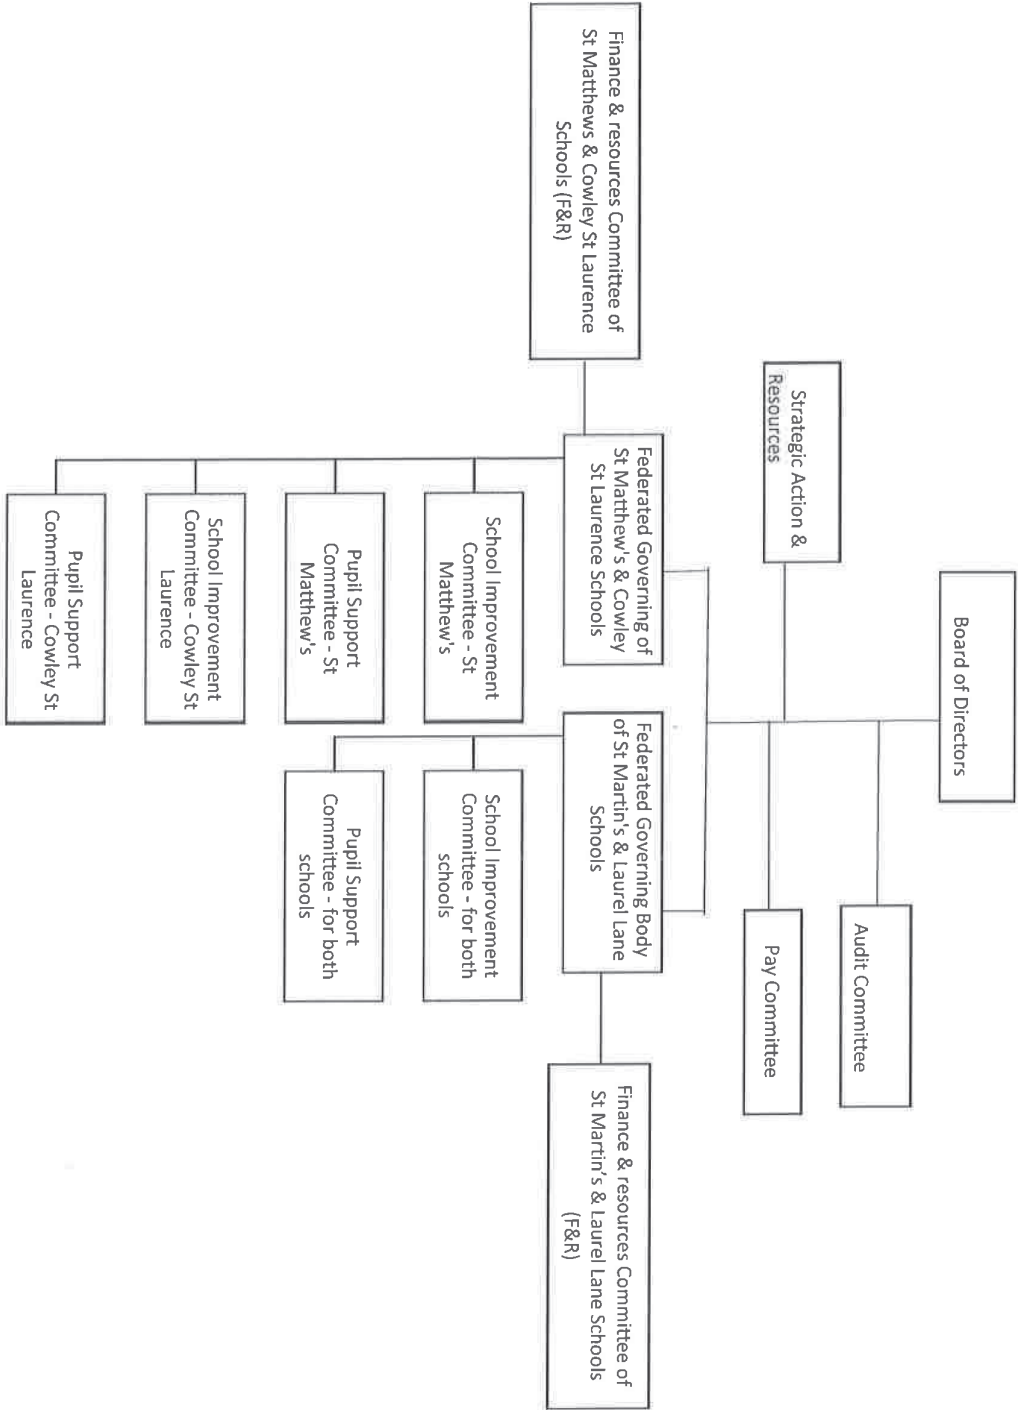 Board of Directors
Audit Committee
Strategic Action &
Resources
Pay Committee
Finance & resources Committee of
St Matthews & Cowley St Laurence
Schools (F&R)
Federated Governing of
St Matthew's & Cowley
St Laurence Schools
Federated Governing Body
of St Martin's & Laurel Lane
Schools
Finance & resources Committee of
St Martin's & Laurel Lane Schools
(F&R)
School Improvement
Committee - St
Matthew's
School Improvement
Committee - for both
schools
Pupil Support
Committee - St
Matthew's
Pupil Support
Committee - for both
schools
School Improvement
Committee - Cowley St
Laurence
Pupil Support
Committee - Cowley St
Laurence